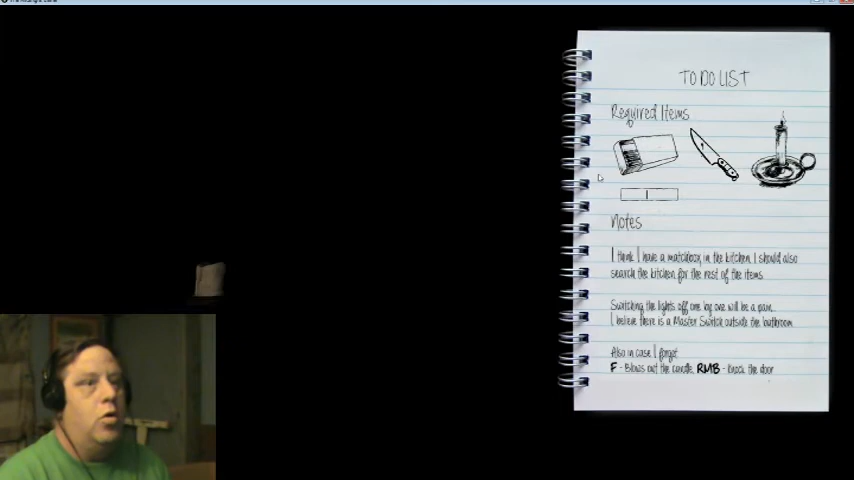 TO DO LIST
Required Items
Notes
I think I have a matchbox in the kitchen. I should also
search the kitchen for the rest of the items.
Switching the lights off one by one will be a pain.
I believe there is a Master Switch outside the bathroom.
Also in case I forget
F - Blows out the candle, RMB - Knock the door